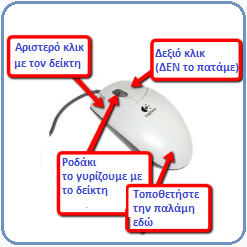 Αριστερό κλικ
με τον δείκτη
Δεξιό κλικ
(ΔΕΝ το πατάμε)
Logitech
Ροδάκι
το γυρίζουμε με
το δείκτη
Τοποθετήστε
την παλάμη
εδώ